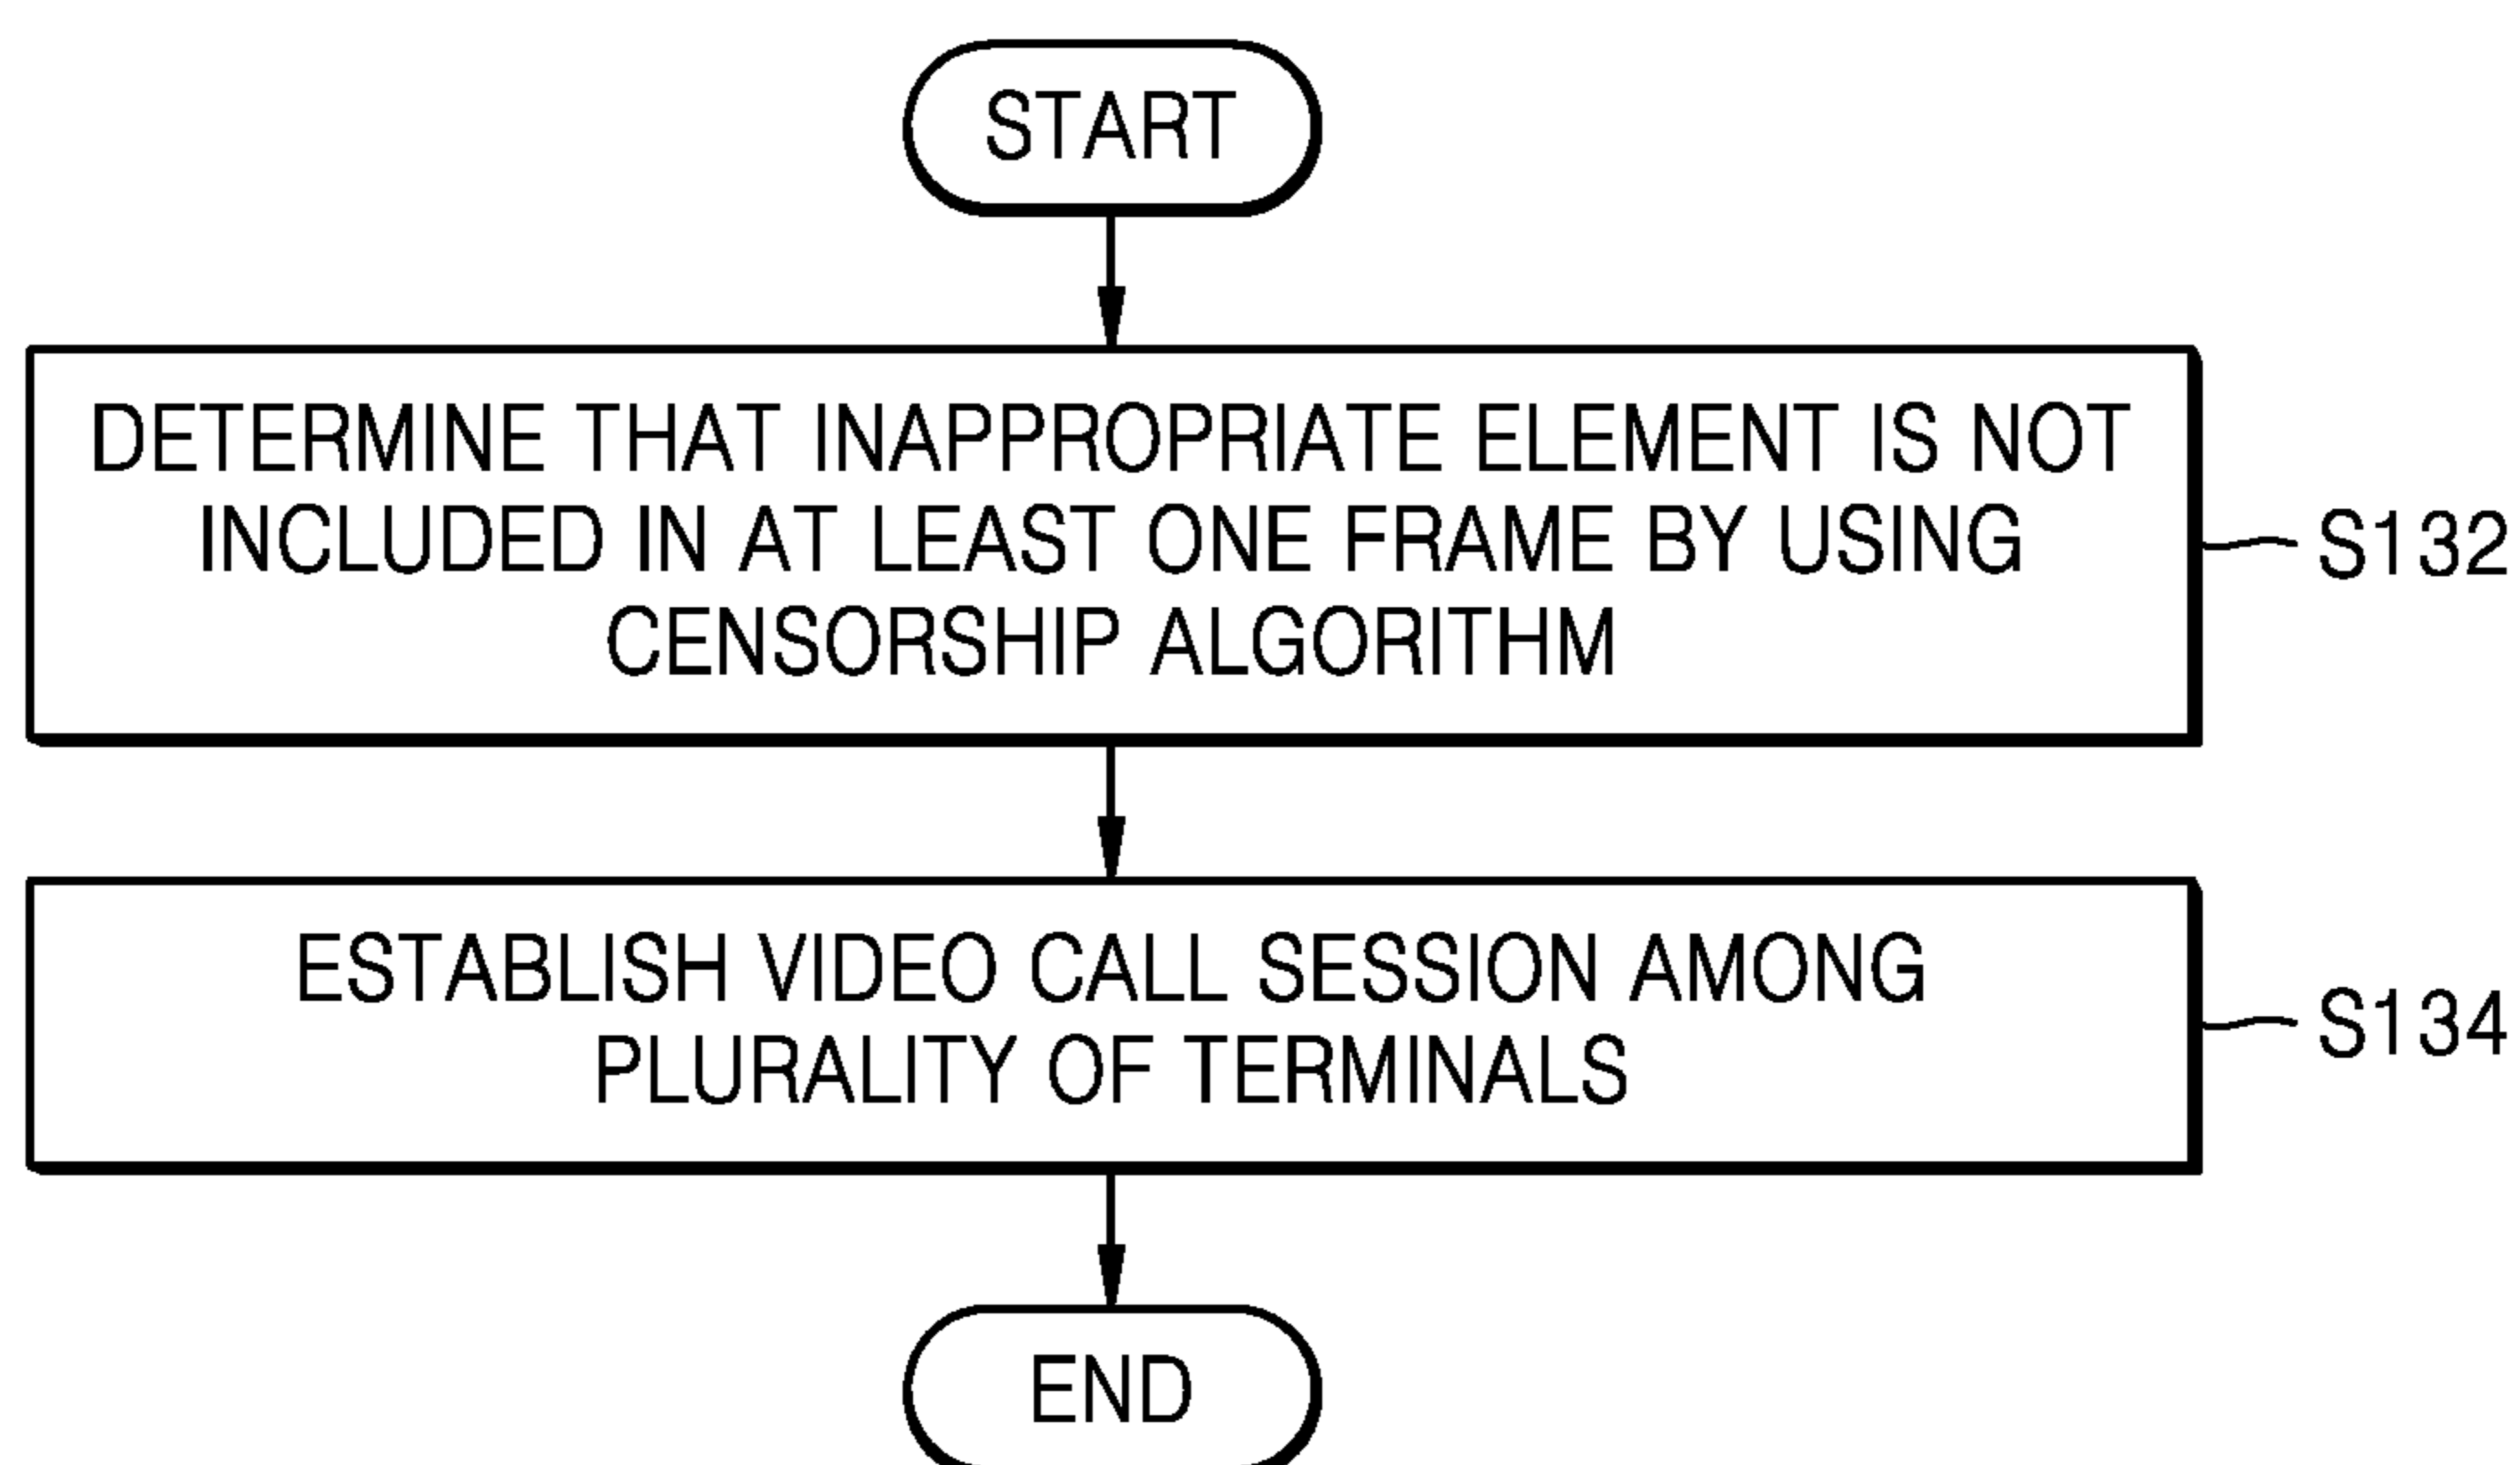 START
DETERMINE THAT INAPPROPRIATE ELEMENT IS NOT
INCLUDED IN AT LEAST ONE FRAME BY USING
CENSORSHIP ALGORITHM
S132
ESTABLISH VIDEO CALL SESSION AMONG
PLURALITY OF TERMINALS
S134
END